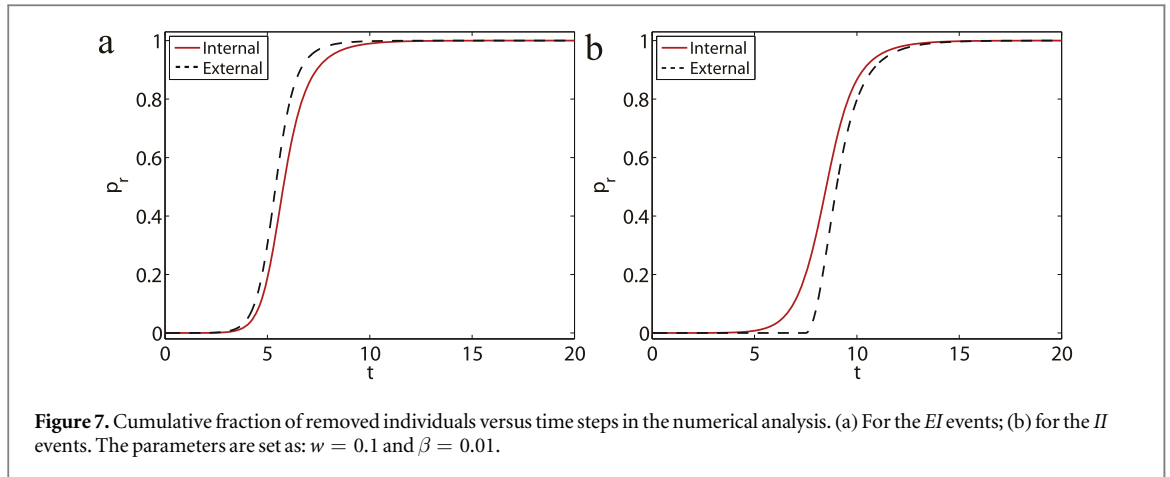 a
1
0.8
0.6
0.4
0.2
0
p_r
Internal
External
0 5 10 15 20
t
b
1
0.8
0.6
0.4
0.2
0
p_r
Internal
External
0 5 10 15 20
t
Figure 7. Cumulative fraction of removed individuals versus time steps in the numerical analysis. (a) For the EI events; (b) for the II
events. The parameters are set as: w = 0.1 and β = 0.01.